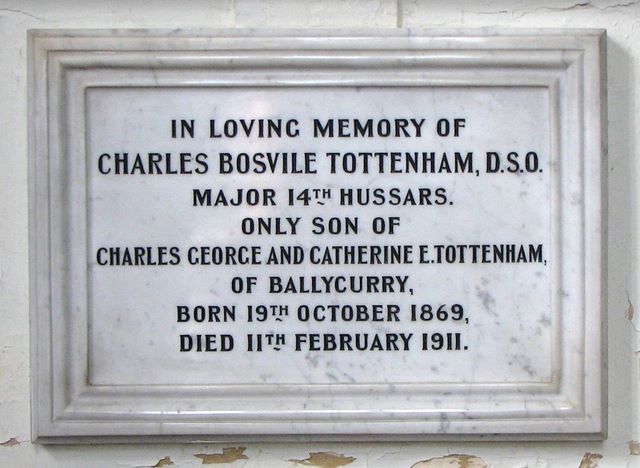 IN LOVING MEMORY OF
CHARLES BOSVILE TOTTENHAM, D.S.O.
MAJOR 14TH HUSSARS.
ONLY SON OF
CHARLES GEORGE AND CATHERINE E. TOTTENHAM,
OF BALLYCURRY,
BORN 19TH OCTOBER 1869,
DIED 11TH FEBRUARY 1911.